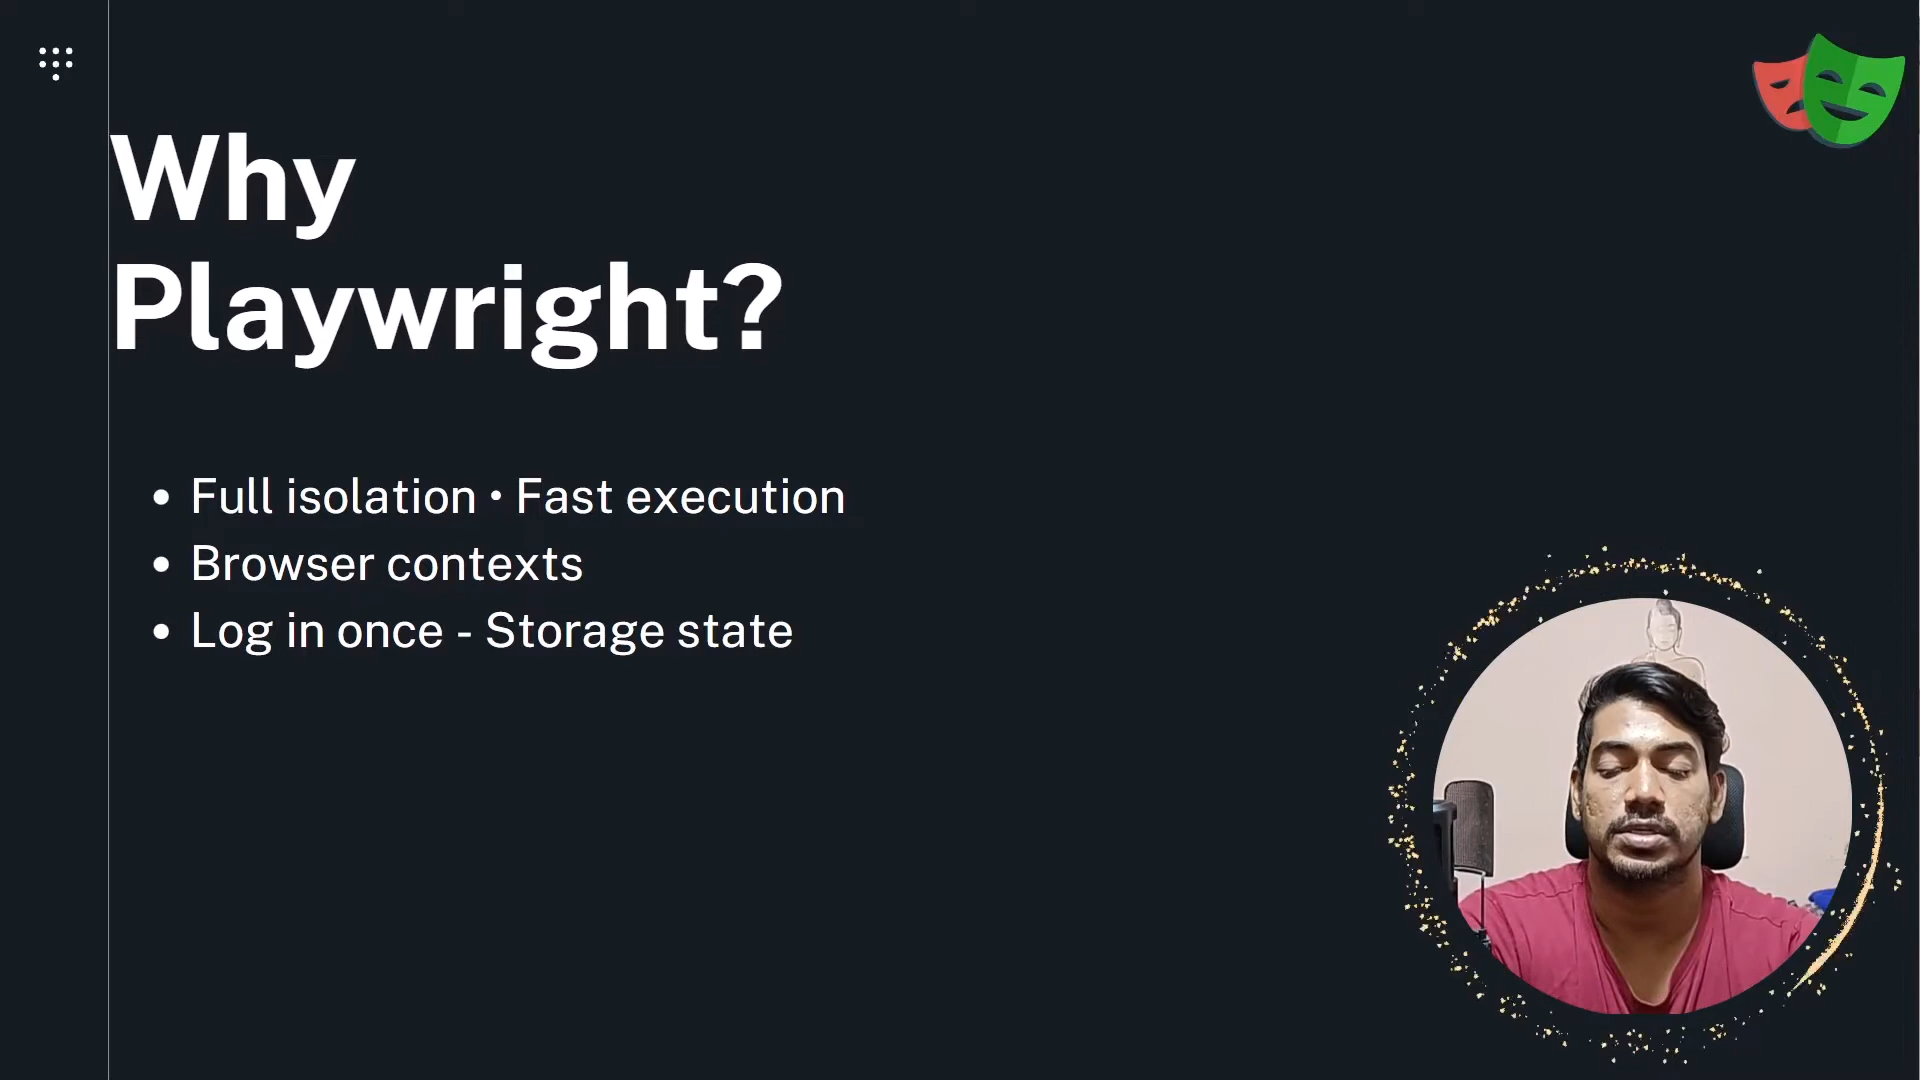 Why
Playwright?
• Full isolation • Fast execution
• Browser contexts
• Log in once - Storage state